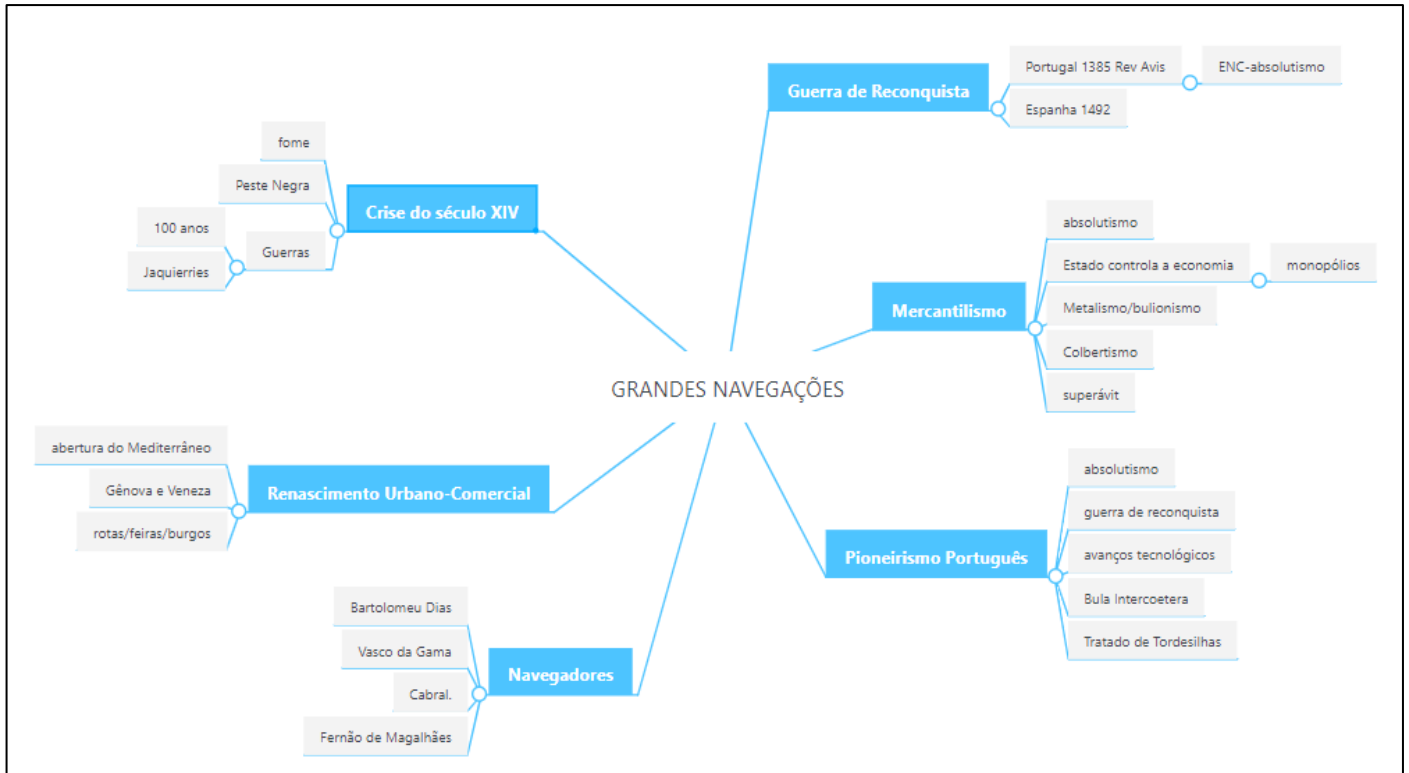 GRANDES NAVEGAÇÕES
Guerra de Reconquista
Portugal 1385 Rev Avis
ENC-absolutismo
Espanha 1492
Mercantilismo
absolutismo
Estado controla a economia
monopólios
Metalismo/bulionismo
Colbertismo
superávit
Pioneirismo Português
absolutismo
guerra de reconquista
avanços tecnológicos
Bula Intercoetera
Tratado de Tordesilhas
Crise do século XIV
fome
Peste Negra
Guerras
100 anos
Jaquierries
Renascimento Urbano-Comercial
abertura do Mediterrâneo
Gênova e Veneza
rotas/feiras/burgos
Navegadores
Bartolomeu Dias
Vasco da Gama
Cabral.
Fernão de Magalhães